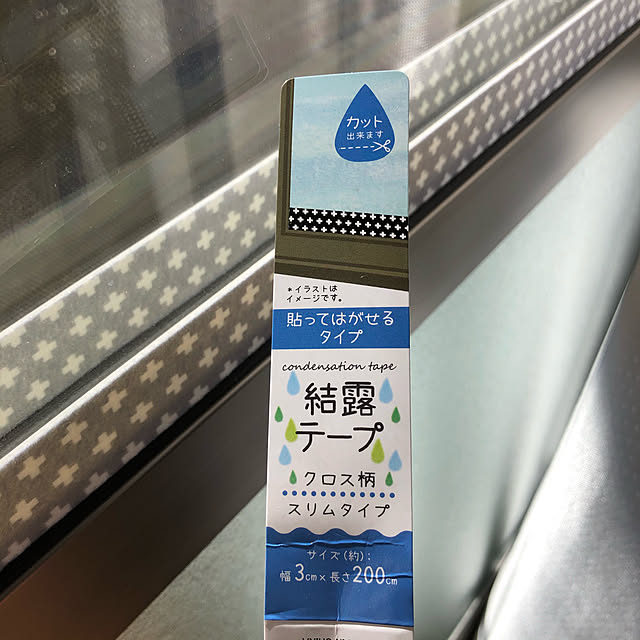 カット
出来ます
*イラストは
イメージです。
貼ってはがせる
タイプ
condensation tape
結露
テープ
クロス柄
スリムタイプ
サイズ(約):
幅3cm×長さ200cm